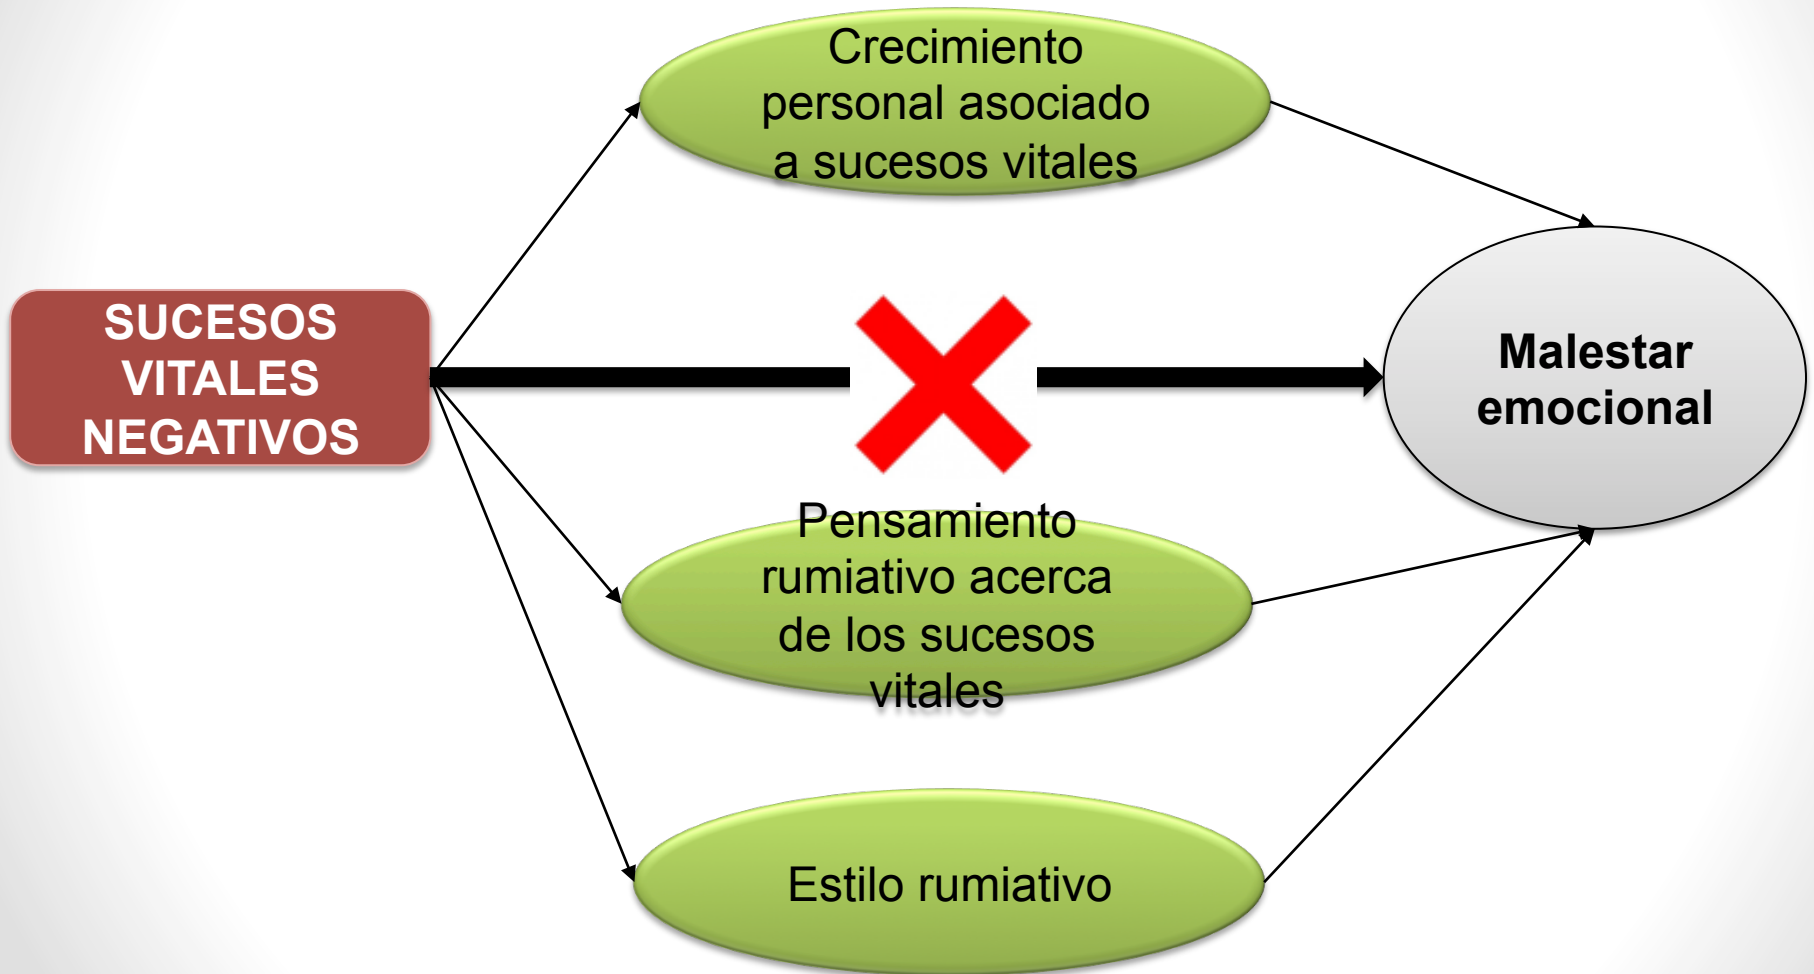 Crecimiento
personal asociado
a sucesos vitales
SUCESOS
VITALES
NEGATIVOS
Malestar
emocional
Pensamiento
rumiativo acerca
de los sucesos
vitales
Estilo rumiativo